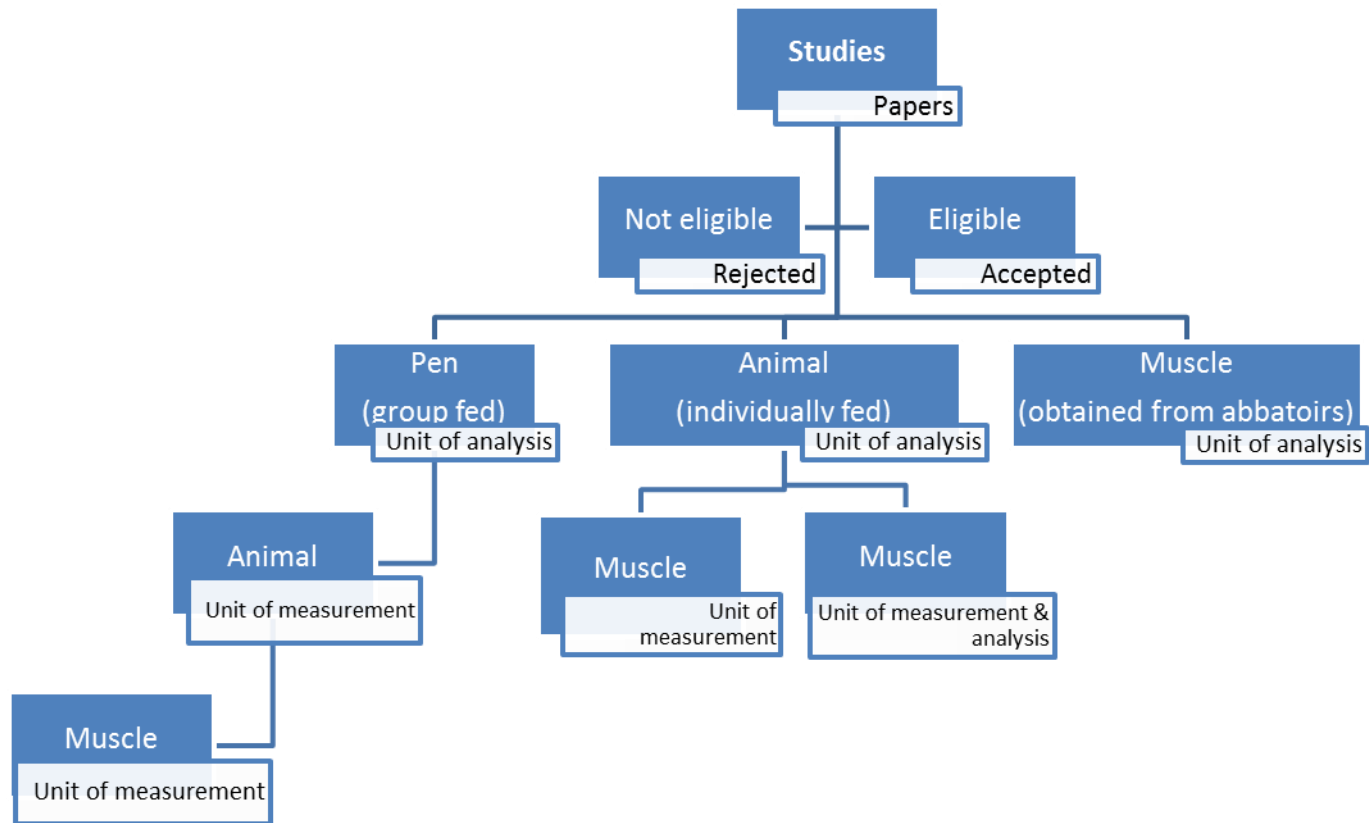 Studies
Papers
Not eligible
Rejected
Eligible
Accepted
Pen
(group fed)
Unit of analysis
Animal
(individually fed)
Unit of analysis
Muscle
(obtained from abbatoirs)
Unit of analysis
Animal
Unit of measurement
Muscle
Unit of
measurement
Muscle
Unit of measurement &
analysis
Muscle
Unit of measurement